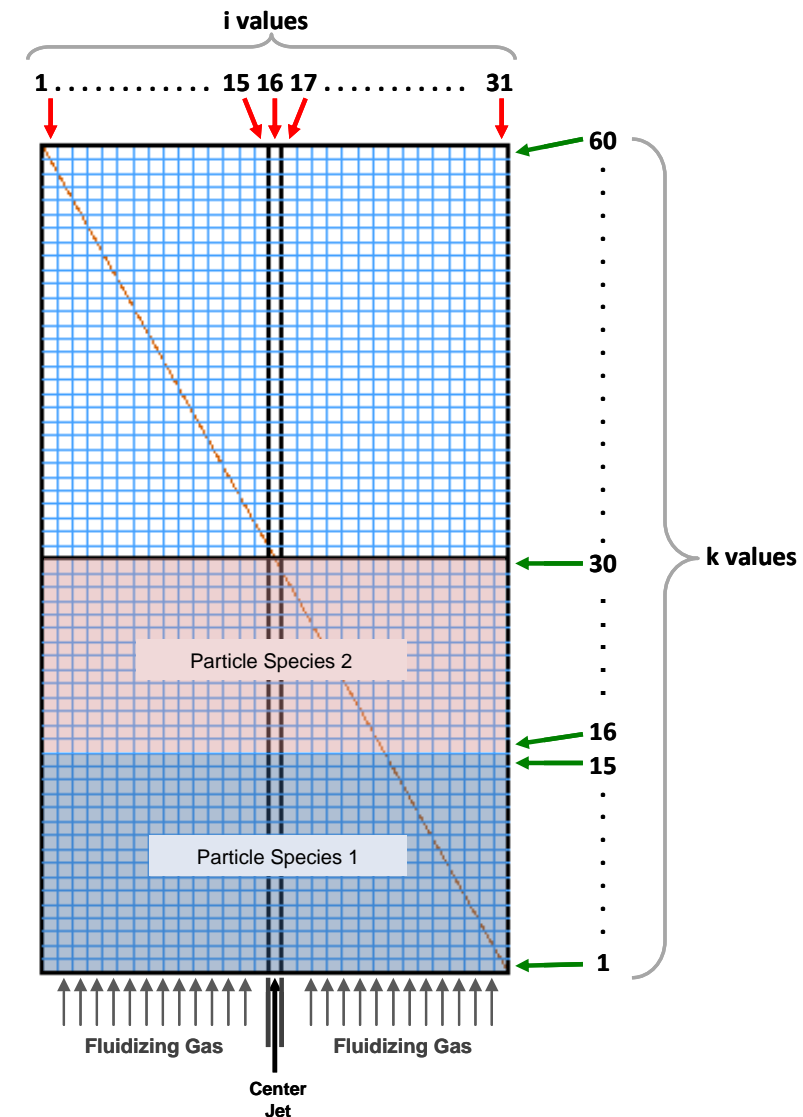 i values
1 . . . . . . . . . . . . 15 16 17 . . . . . . . . . . . 31
60
30
k values
Particle Species 2
16
15
Particle Species 1
1
Fluidizing Gas
Fluidizing Gas
Center
Jet